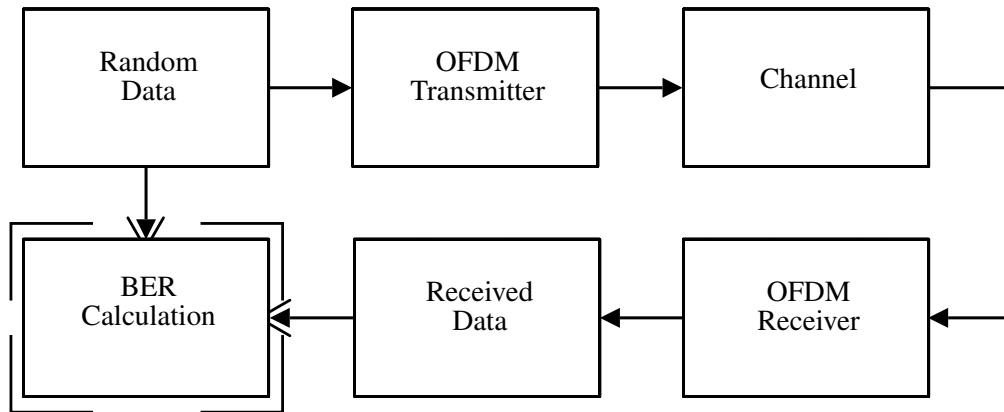 Random
Data
OFDM
Transmitter
Channel
BER
Calculation
Received
Data
OFDM
Receiver